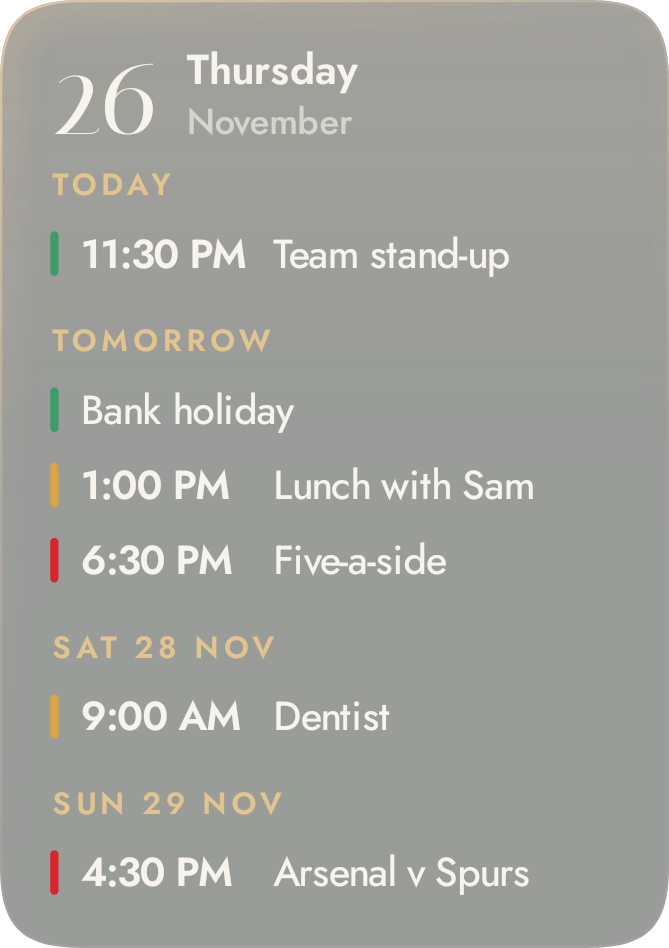 26 Thursday
November
TODAY
11:30 PM Team stand-up
TOMORROW
Bank holiday
1:00 PM Lunch with Sam
6:30 PM Five-a-side
SAT 28 NOV
9:00 AM Dentist
SUN 29 NOV
4:30 PM Arsenal v Spurs